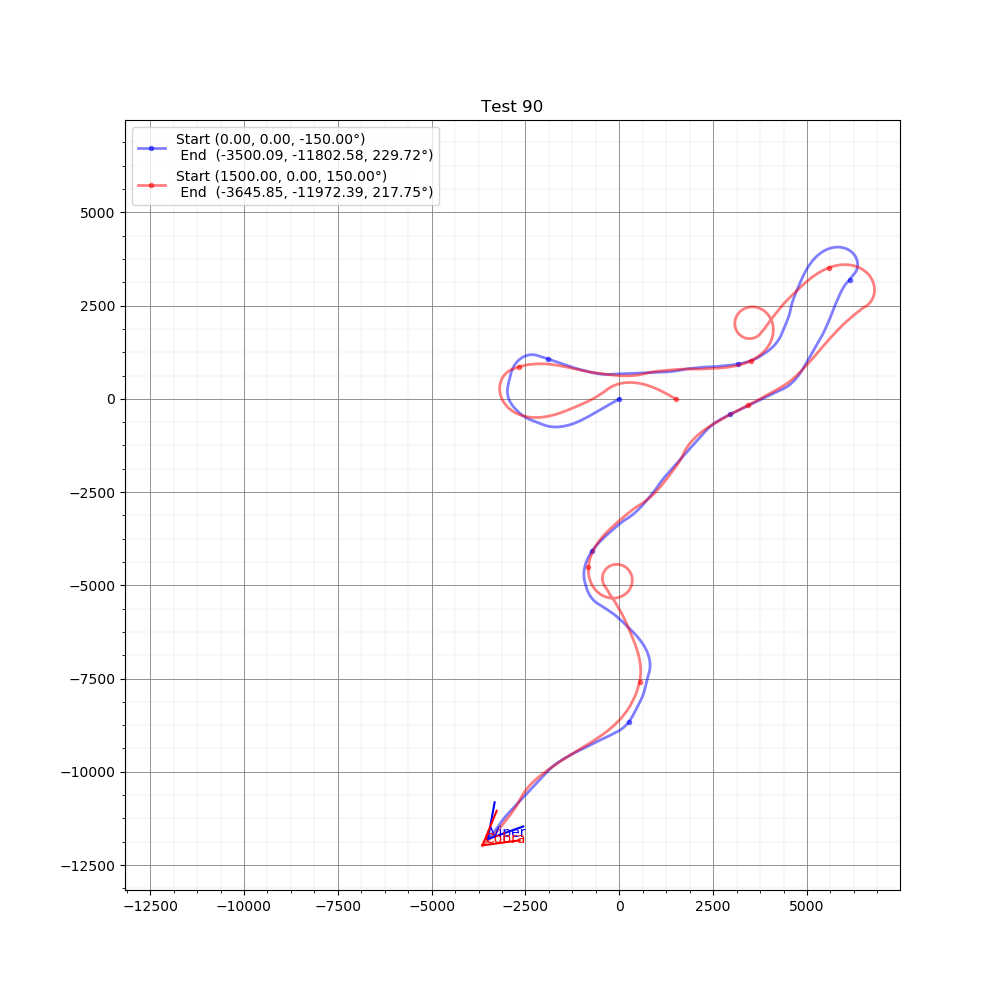 Test 90
Start (0.00, 0.00, -150.00°)
End (-3500.09, -11802.58, 229.72°)
Start (1500.00, 0.00, 150.00°)
End (-3645.85, -11972.39, 217.75°)
5000
2500
0
−2500
−5000
−7500
−10000
−12500
Viper
Cobra
−12500 −10000 −7500 −5000 −2500 0 2500 5000